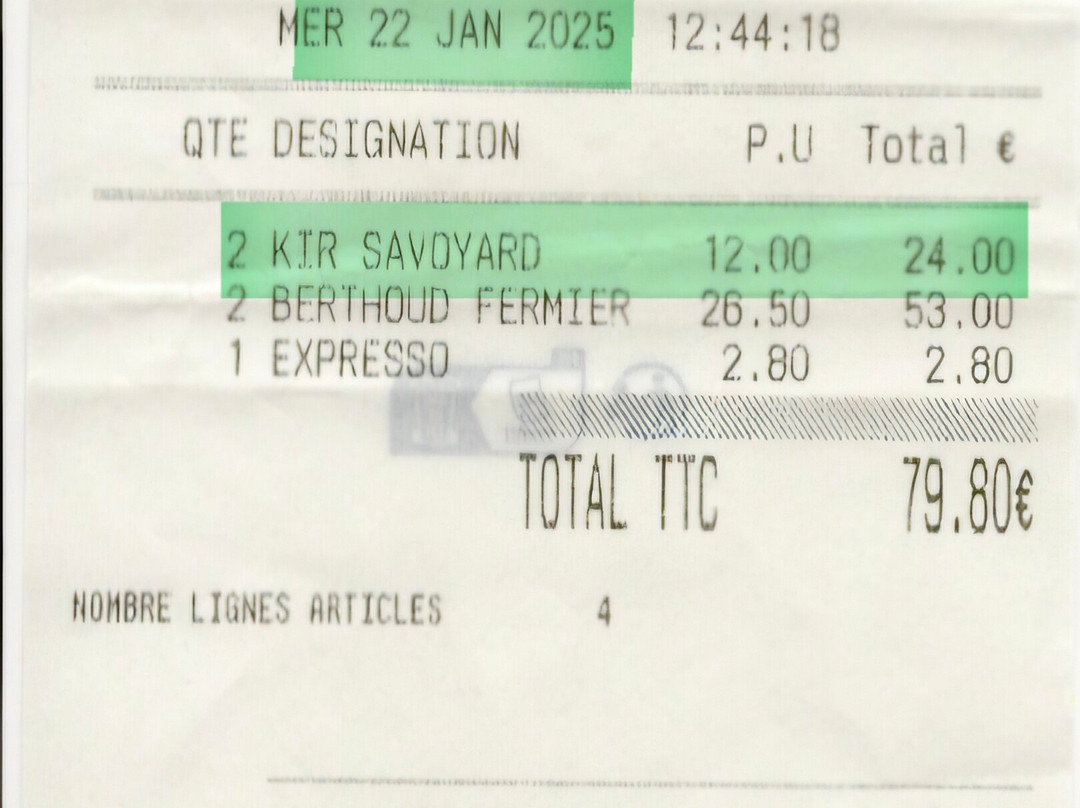 MER 22 JAN 2025 12:44:18
QTE DESIGNATION P.U Total €
2 KIR SAVOYARD 12.00 24.00
2 BERTHOUD FERMIER 26.50 53.00
1 EXPRESSO 2.80 2.80
TOTAL TTC 79.80€
NOMBRE LIGNES ARTICLES 4